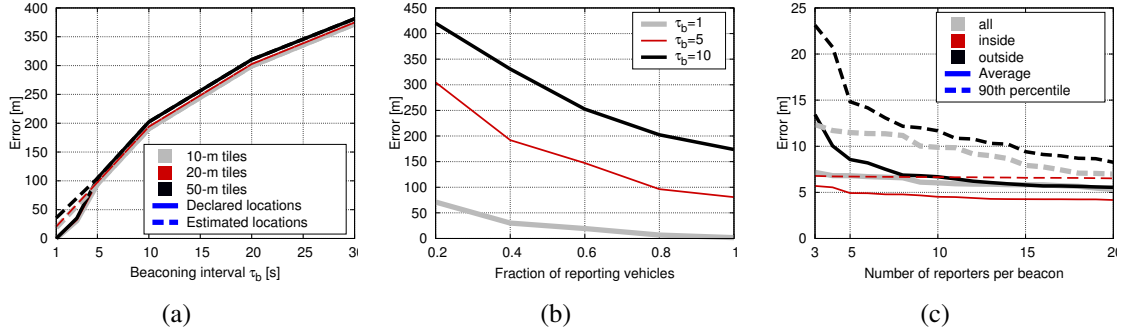 400
350
300
250
200
150
100
50
0
Error [m]
10-m tiles
20-m tiles
50-m tiles
Declared locations
Estimated locations
1 5 10 15 20 25 30
Beaconing interval τb [s]
(a)
450
400
350
300
250
200
150
100
50
0
Error [m]
τb=1
τb=5
τb=10
0.2 0.4 0.6 0.8 1
Fraction of reporting vehicles
(b)
25
20
15
10
5
0
Error [m]
all
inside
outside
Average
90th percentile
3 5 10 15 20
Number of reporters per beacon
(c)